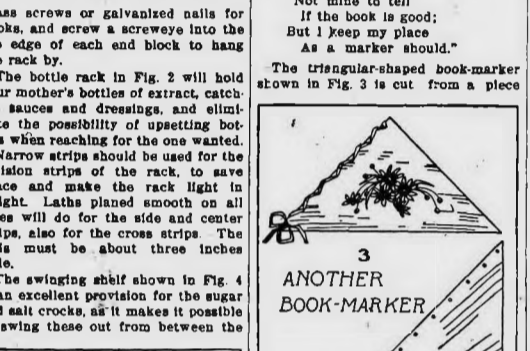 ass screws or galvanized nails for
oks, and screw a screweye into the
edge of each end block to hang
rack by.
The bottle rack in Fig. 2 will hold
ur mother's bottles of extract, catch-
sauces and dressings, and elimi-
te the possibility of upsetting bot-
s when reaching for the one wanted.
Narrow strips should be used for the
ision strips of the rack, to save
ace and make the rack light in
ight. Laths planed smooth on all
es will do for the side and center
ips, also for the cross strips. The
is must be about three inches
de.
The swinging shelf shown in Fig. 4
an excellent provision for the sugar
d salt crocks, as it makes it possible
swing these out from between the
Not mine to tell
If the book is good;
But I keep my place
As a marker should."
The triangular-shaped book-marker
shown in Fig. 3 is cut from a piece
3
ANOTHER
BOOK-MARKER